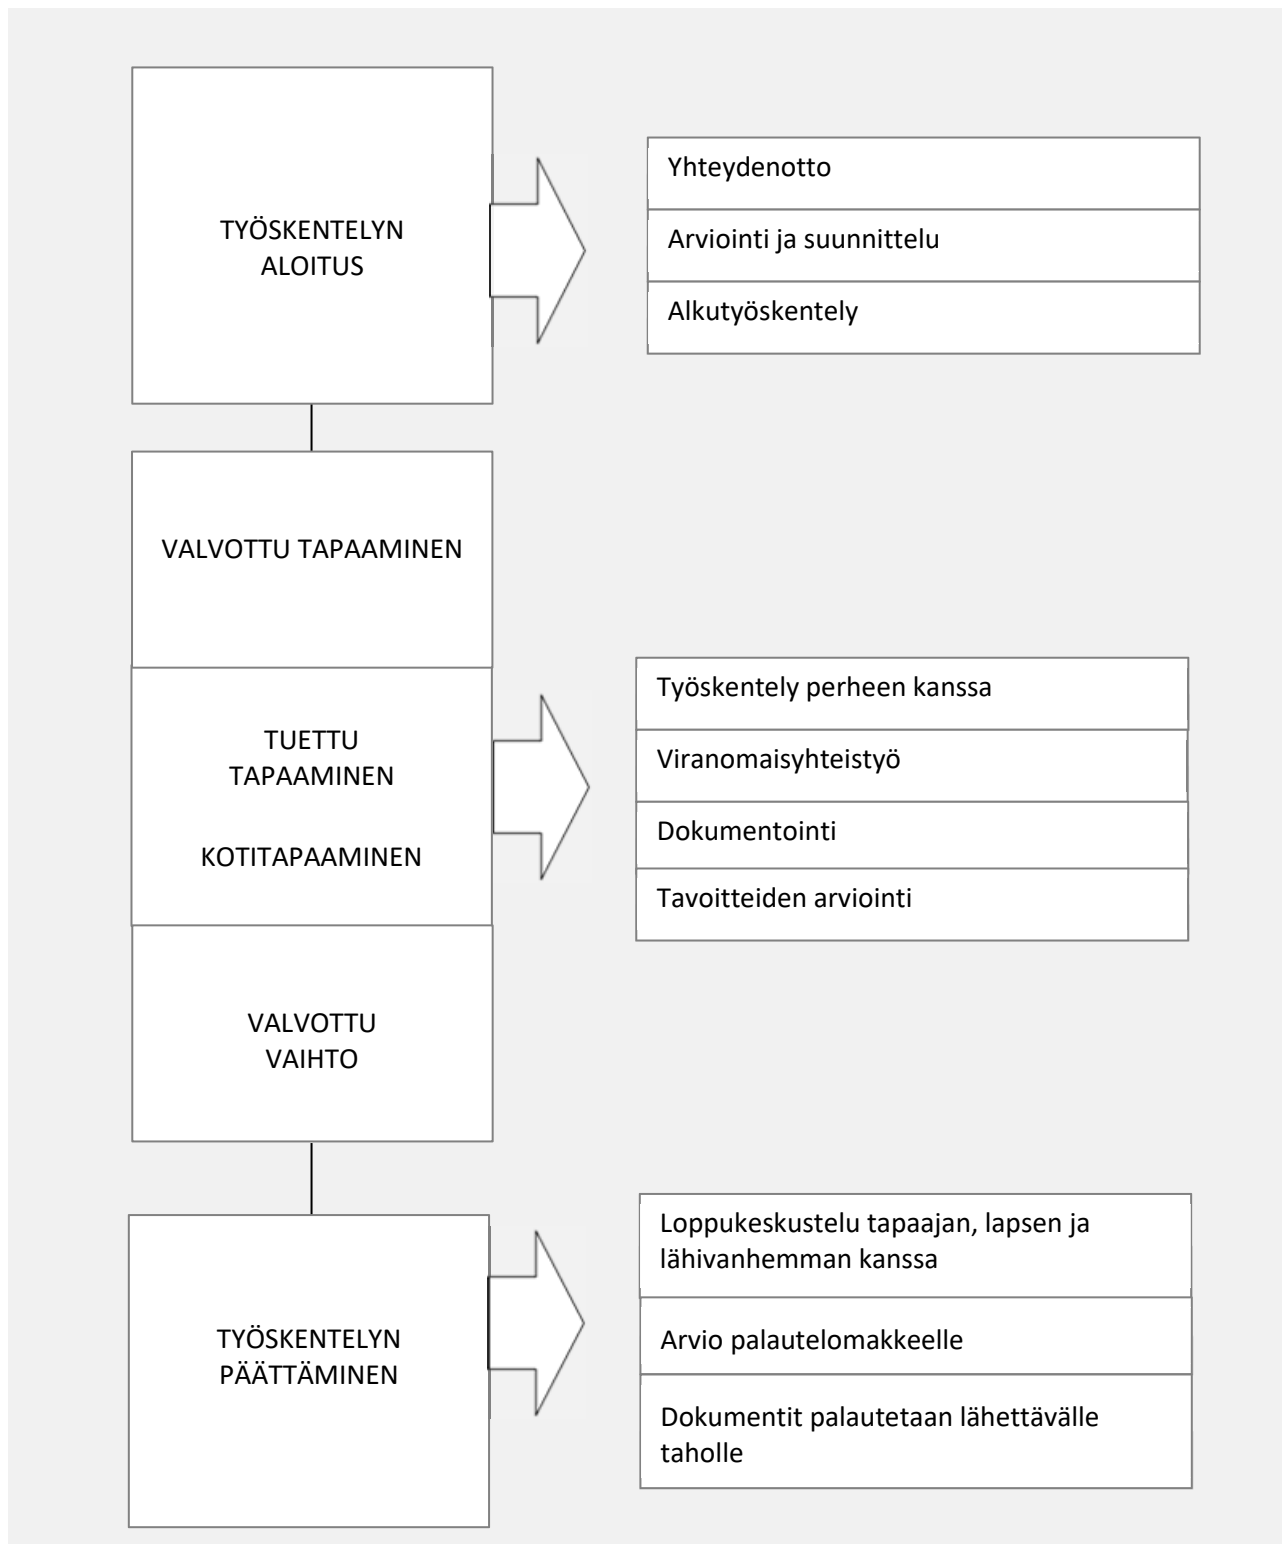 TYÖSKENTELYN
ALOITUS
Yhteydenotto
Arviointi ja suunnittelu
Alkutyöskentely
VALVOTTU TAPAAMINEN
TUETTU
TAPAAMINEN
KOTITAPAAMINEN
VALVOTTU
VAIHTO
Työskentely perheen kanssa
Viranomaisyhteistyö
Dokumentointi
Tavoitteiden arviointi
TYÖSKENTELYN
PÄÄTTÄMINEN
Loppukeskustelu tapaajan, lapsen ja
lähivanhemman kanssa
Arvio palautelomakkeelle
Dokumentit palautetaan lähettävälle
taholle